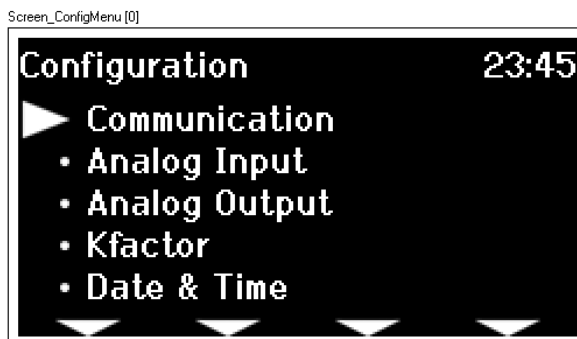 Screen_ConfigMenu [0]
Configuration 23:45
Communication
• Analog Input
• Analog Output
• Kfactor
• Date & Time